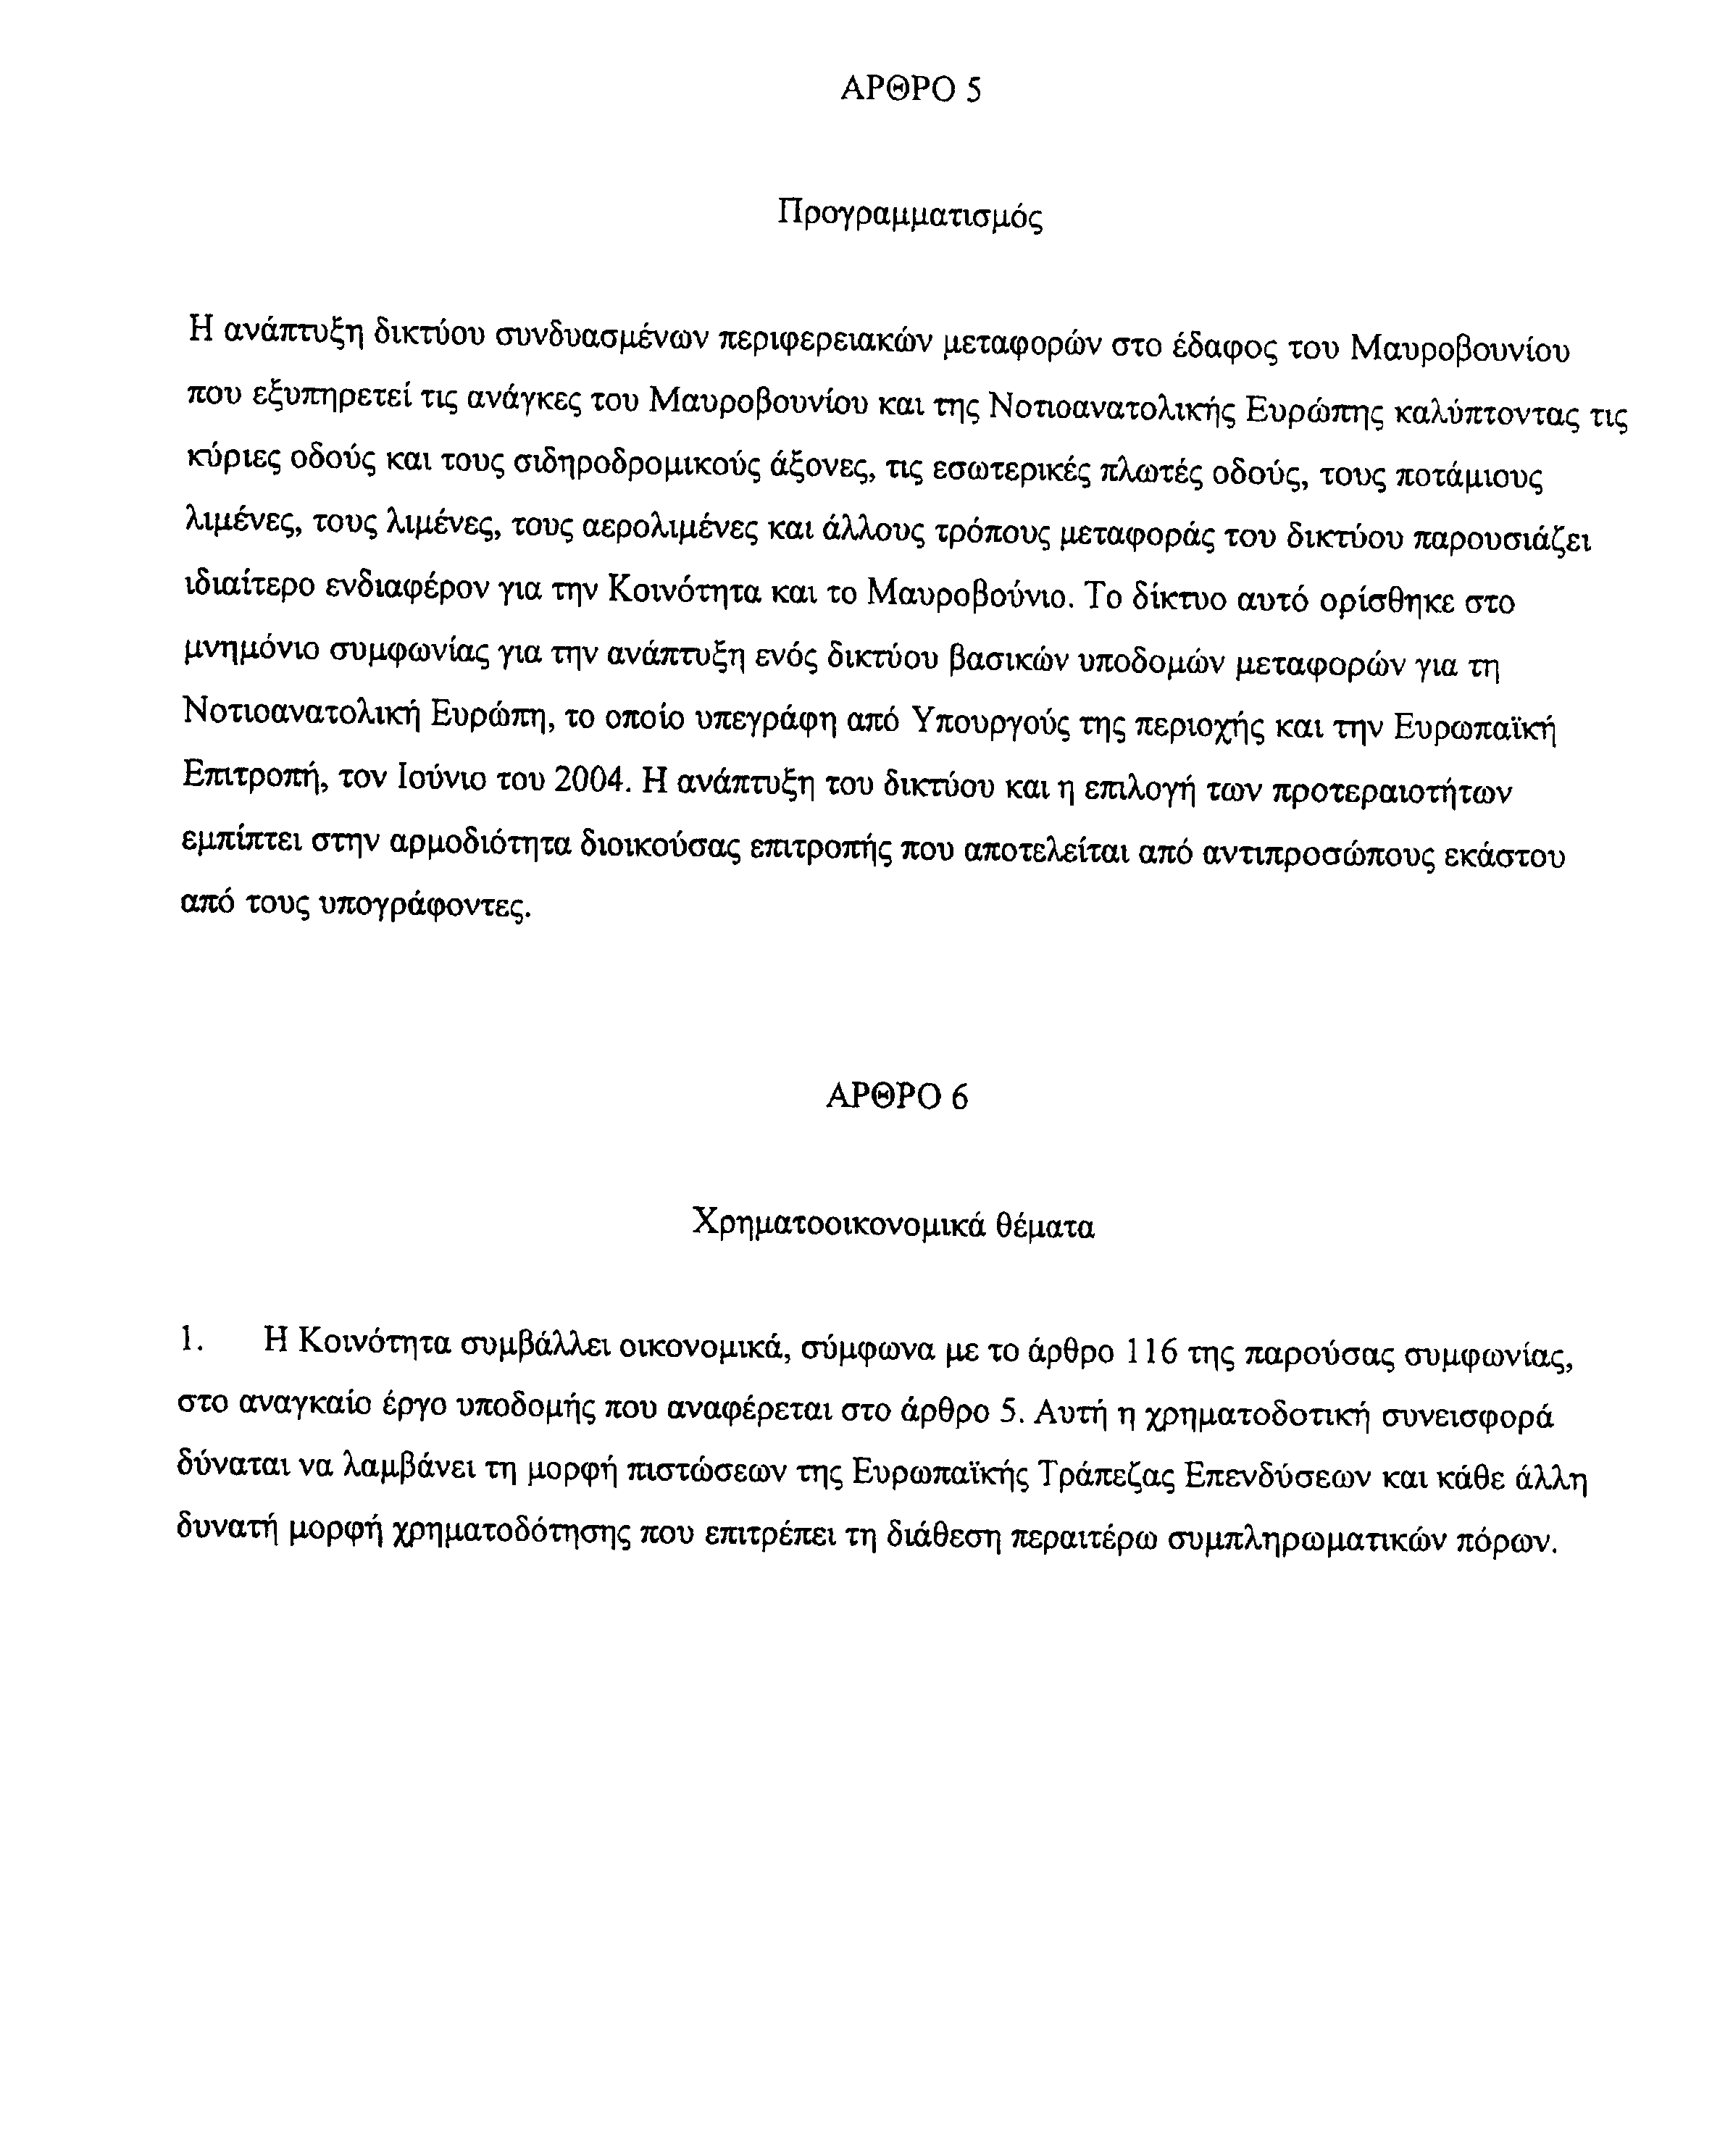 ΑΡΘΡΟ 5
Προγραμματισμός
Η ανάπτυξη δικτύου συνδυασμένων περιφερειακών μεταφορών στο έδαφος του Μαυροβουνίου
που εξυπηρετεί τις ανάγκες του Μαυροβουνίου και της Νοτιοανατολικής Ευρώπης καλύπτοντας τις
κύριες οδούς και τους σιδηροδρομικούς άξονες, τις εσωτερικές πλωτές οδούς, τους ποτάμιους
λιμένες, τους λιμένες, τους αερολιμένες και άλλους τρόπους μεταφοράς του δικτύου παρουσιάζει
ιδιαίτερο ενδιαφέρον για την Κοινότητα και το Μαυροβούνιο. Το δίκτυο αυτό ορίσθηκε στο
μνημόνιο συμφωνίας για την ανάπτυξη ενός δικτύου βασικών υποδομών μεταφορών για τη
Νοτιοανατολική Ευρώπη, το οποίο υπεγράφη από Υπουργούς της περιοχής και την Ευρωπαϊκή
Επιτροπή, τον Ιούνιο του 2004. Η ανάπτυξη του δικτύου και η επιλογή των προτεραιοτήτων
εμπίπτει στην αρμοδιότητα διοικούσας επιτροπής που αποτελείται από αντιπροσώπους εκάστου
από τους υπογράφοντες.
ΑΡΘΡΟ 6
Χρηματοοικονομικά θέματα
1. Η Κοινότητα συμβάλλει οικονομικά, σύμφωνα με το άρθρο 116 της παρούσας συμφωνίας,
στο αναγκαίο έργο υποδομής που αναφέρεται στο άρθρο 5. Αυτή η χρηματοδοτική συνεισφορά
δύναται να λαμβάνει τη μορφή πιστώσεων της Ευρωπαϊκής Τράπεζας Επενδύσεων και κάθε άλλη
δυνατή μορφή χρηματοδότησης που επιτρέπει τη διάθεση περαιτέρω συμπληρωματικών πόρων.